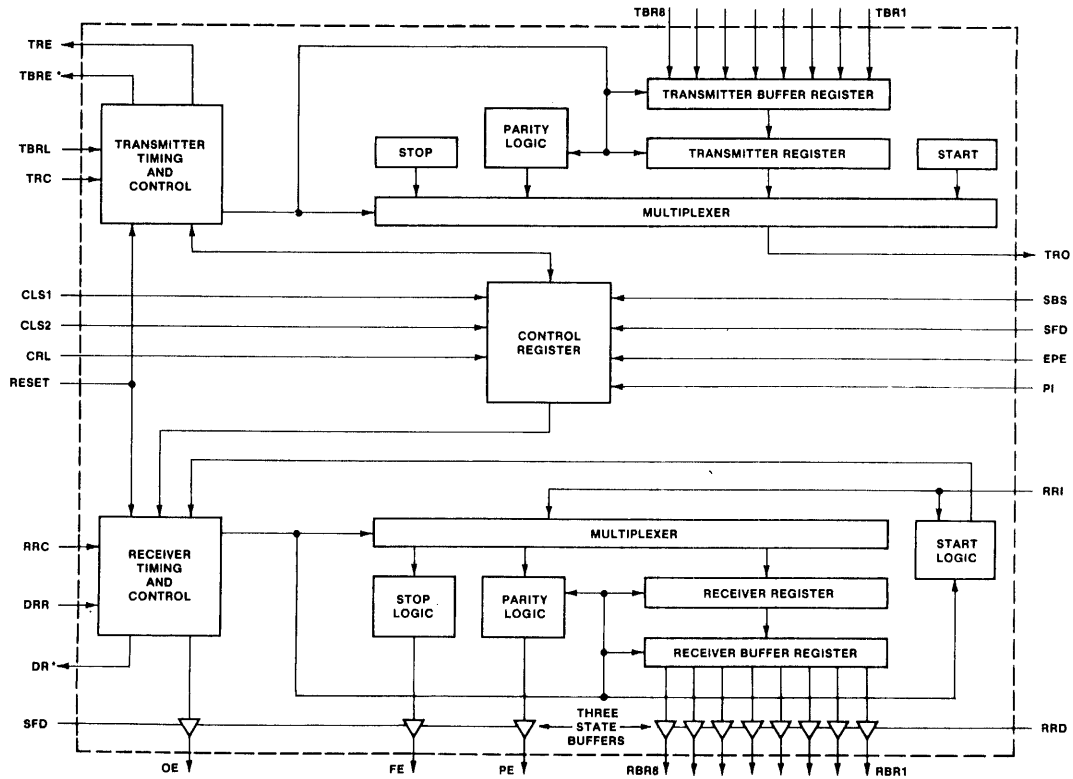 TBR8 TBR1
TRE
TBRE *
TRANSMITTER BUFFER REGISTER
TBRL
TRC
TRANSMITTER
TIMING
AND
CONTROL
STOP
PARITY
LOGIC
TRANSMITTER REGISTER
START
MULTIPLEXER
TRO
CLS1
CLS2
CRL
RESET
CONTROL
REGISTER
SBS
SFD
EPE
PI
RRI
RRC
DRR
DR *
RECEIVER
TIMING
AND
CONTROL
MULTIPLEXER
START
LOGIC
STOP
LOGIC
PARITY
LOGIC
RECEIVER REGISTER
RECEIVER BUFFER REGISTER
SFD
THREE
STATE
BUFFERS
RRD
OE FE PE RBR8 RBR1